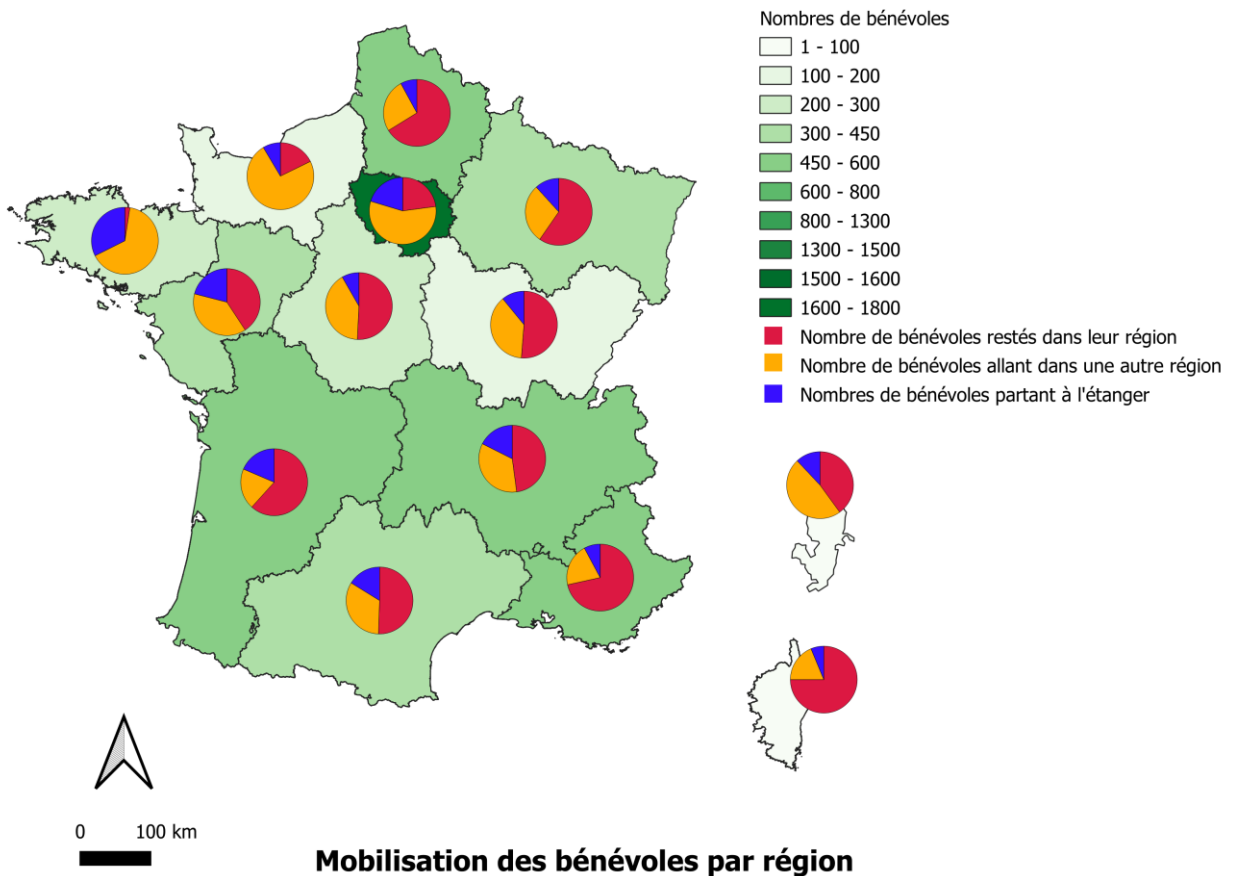 Nombres de bénévoles
1 - 100
100 - 200
200 - 300
300 - 450
450 - 600
600 - 800
800 - 1300
1300 - 1500
1500 - 1600
1600 - 1800
Nombre de bénévoles restés dans leur région
Nombre de bénévoles allant dans une autre région
Nombres de bénévoles partant à l'étanger
0 100 km
Mobilisation des bénévoles par région